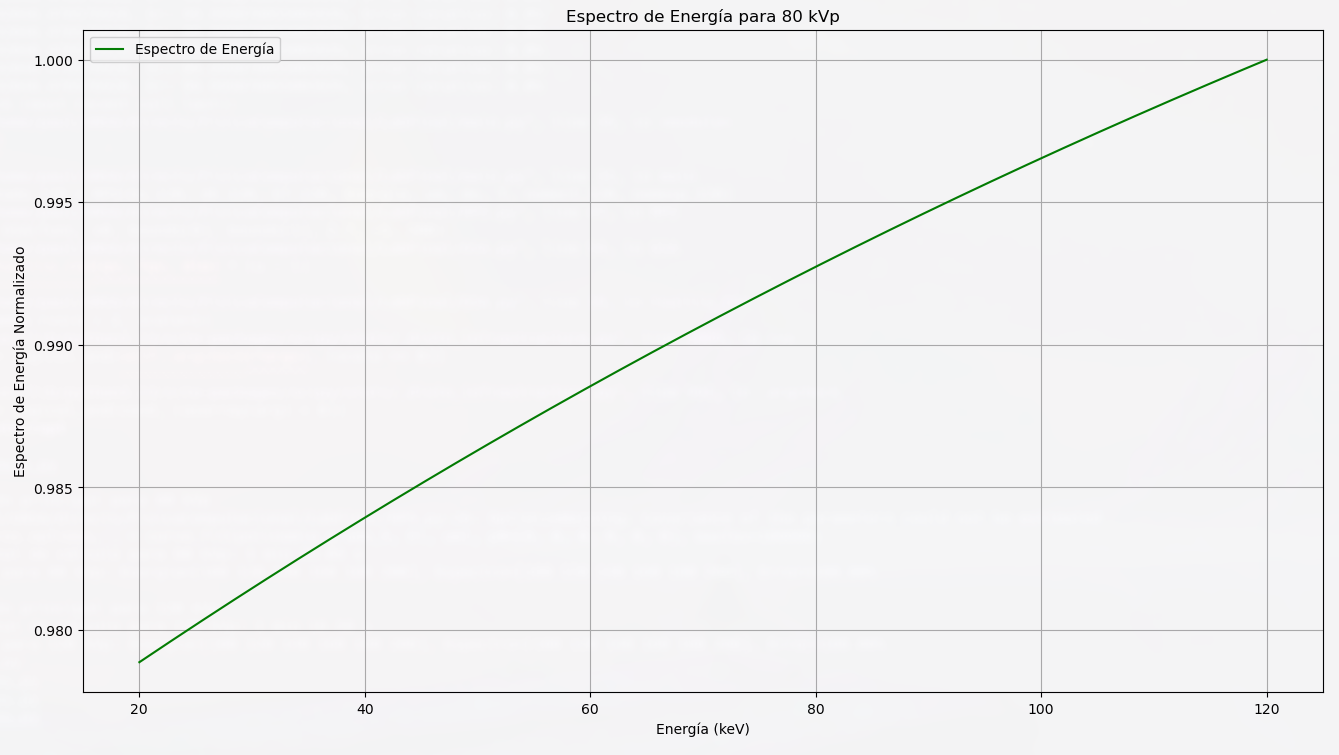 Espectro de Energía para 80 kVp
Espectro de Energía
1.000
0.995
0.990
0.985
0.980
Espectro de Energía Normalizado
20 40 60 80 100 120
Energía (keV)